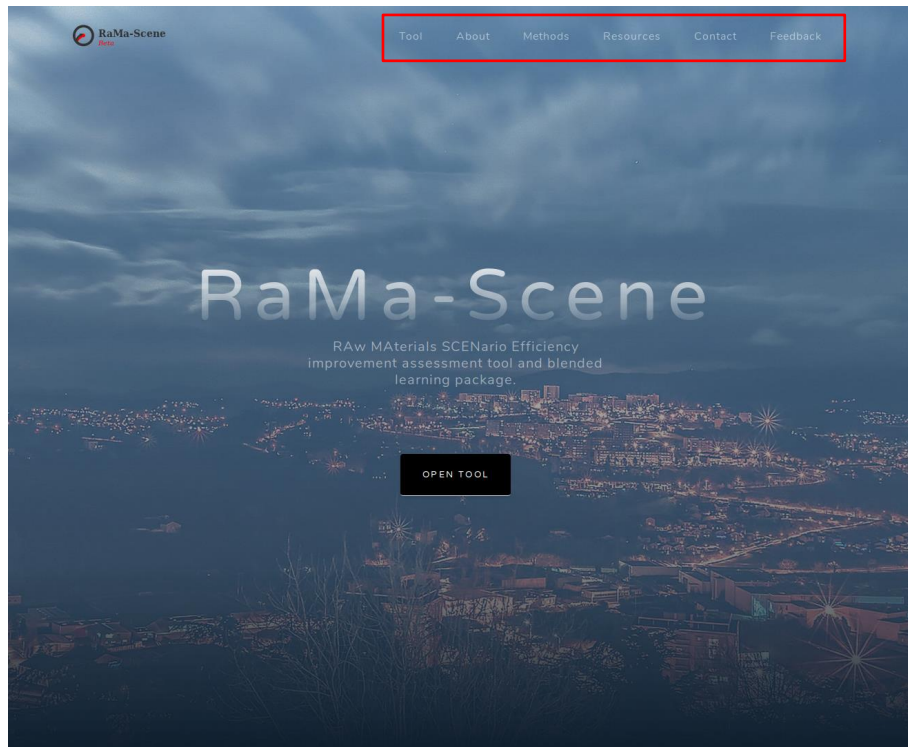 RaMa-Scene
Beta
Tool About Methods Resources Contact Feedback
RaMa-Scene
RAw MAterials SCENario Efficiency
improvement assessment tool and blended
learning package.
OPEN TOOL